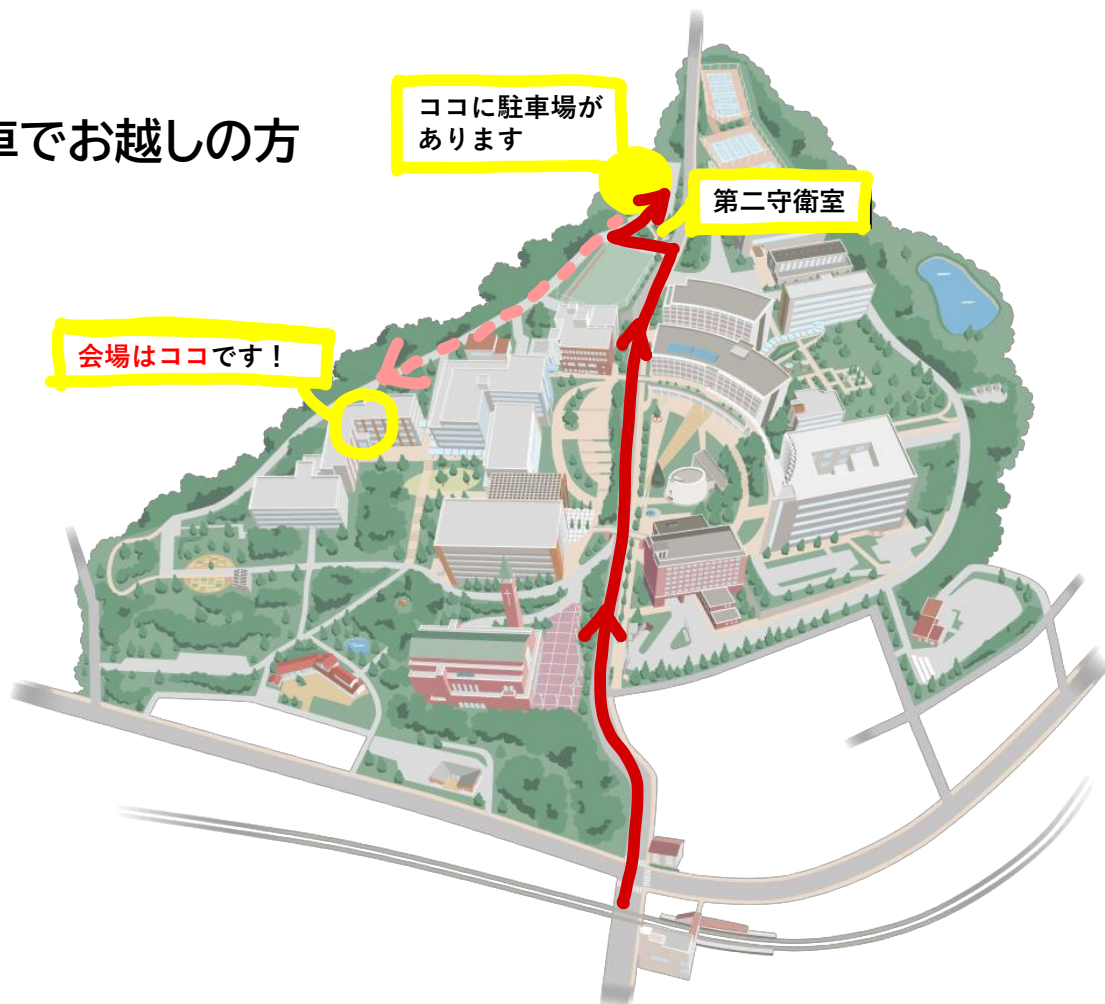 車でお越しの方
ココに駐車場が
あります
第二守衛室
会場はココです！